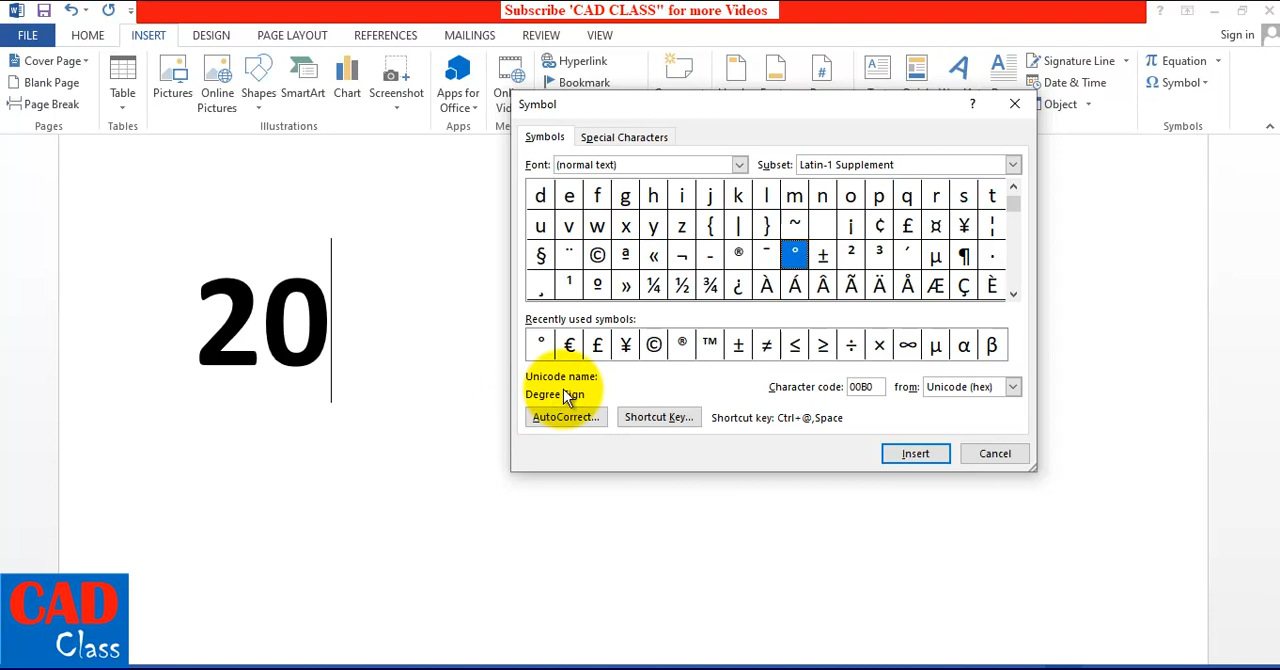 Subscribe 'CAD CLASS" for more Videos
FILE HOME INSERT DESIGN PAGE LAYOUT REFERENCES MAILINGS REVIEW VIEW Sign in
Cover Page
Blank Page
Page Break
Pages
Table
Tables
Pictures
Online
Pictures
Shapes
SmartArt
Chart
Screenshot
Illustrations
Apps for
Office
Apps
Hyperlink
Bookmark
Signature Line
Date & Time
Object
π Equation
Ω Symbol
Symbols
Symbol
Symbols Special Characters
Font: (normal text) Subset: Latin-1 Supplement
d e f g h i j k l m n o p q r s t
u v w x y z { | } ~ ¡ ¢ £ ¤ ¥ ¦
§ ¨ © ª « ¬ - ® ¯ ° ± ² ³ ´ µ ¶ ·
¸ ¹ º » ¼ ½ ¾ ¿ À Á Â Ã Ä Å Æ Ç È
Recently used symbols:
° € £ ¥ © ® ™ ± ≠ ≤ ≥ ÷ × ∞ µ α β
Unicode name:
Degree Sign
Character code: 00B0 from: Unicode (hex)
AutoCorrect... Shortcut Key... Shortcut key: Ctrl+@,Space
Insert Cancel
20
CAD
Class